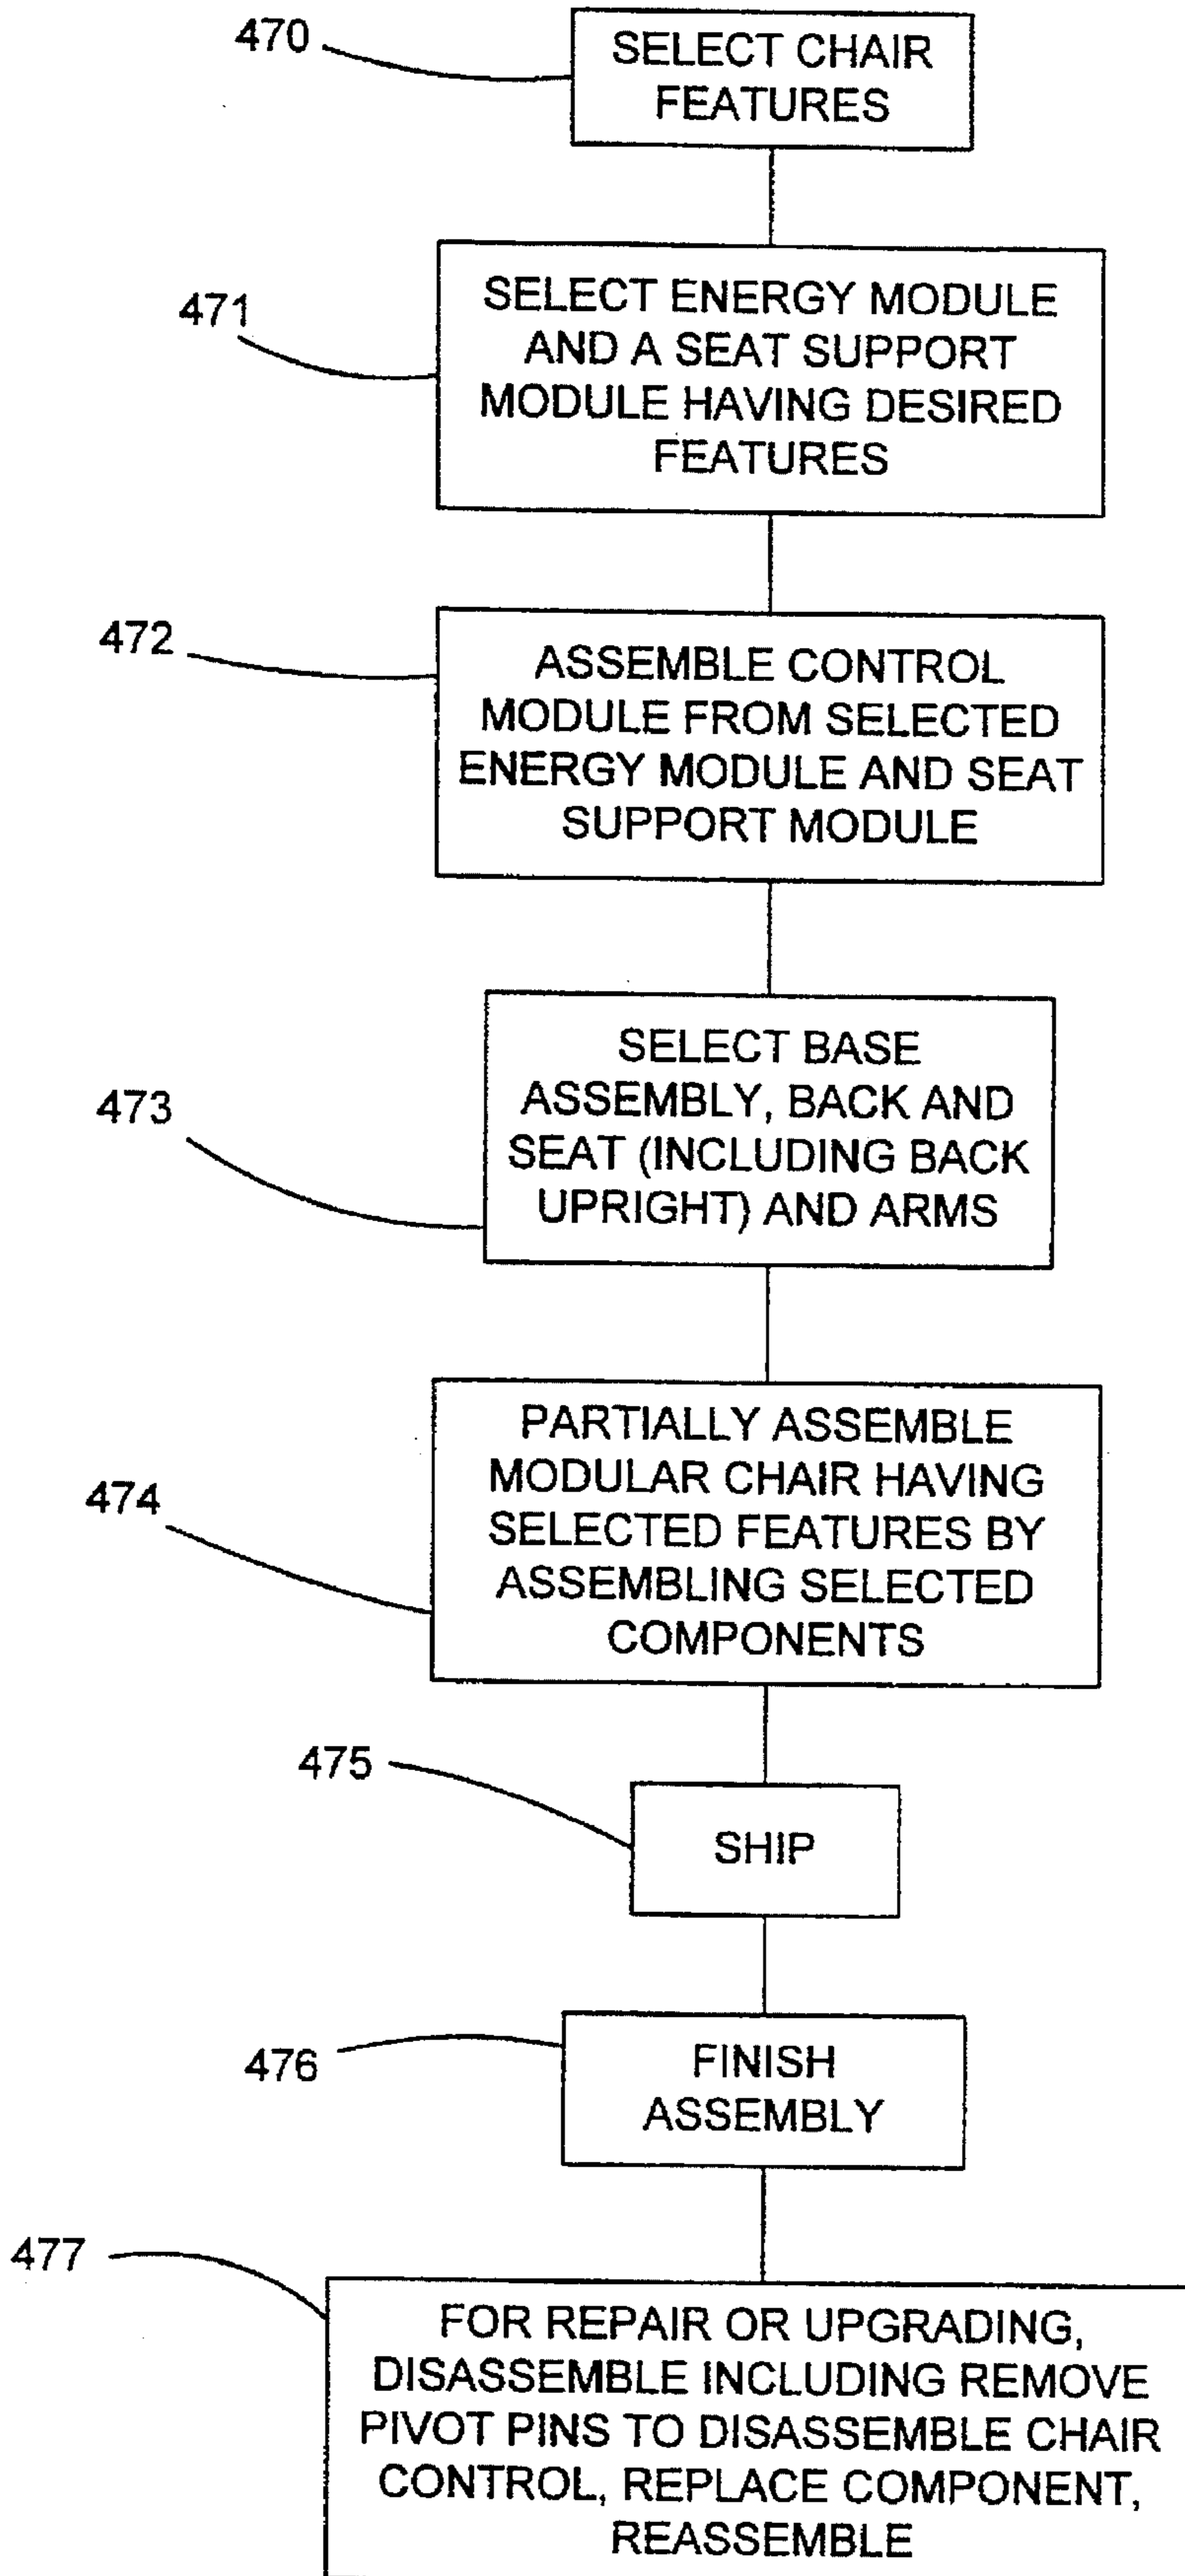 470
SELECT CHAIR
FEATURES
471
SELECT ENERGY MODULE
AND A SEAT SUPPORT
MODULE HAVING DESIRED
FEATURES
472
ASSEMBLE CONTROL
MODULE FROM SELECTED
ENERGY MODULE AND SEAT
SUPPORT MODULE
473
SELECT BASE
ASSEMBLY, BACK AND
SEAT (INCLUDING BACK
UPRIGHT) AND ARMS
474
PARTIALLY ASSEMBLE
MODULAR CHAIR HAVING
SELECTED FEATURES BY
ASSEMBLING SELECTED
COMPONENTS
475
SHIP
476
FINISH
ASSEMBLY
477
FOR REPAIR OR UPGRADING,
DISASSEMBLE INCLUDING REMOVE
PIVOT PINS TO DISASSEMBLE CHAIR
CONTROL, REPLACE COMPONENT,
REASSEMBLE